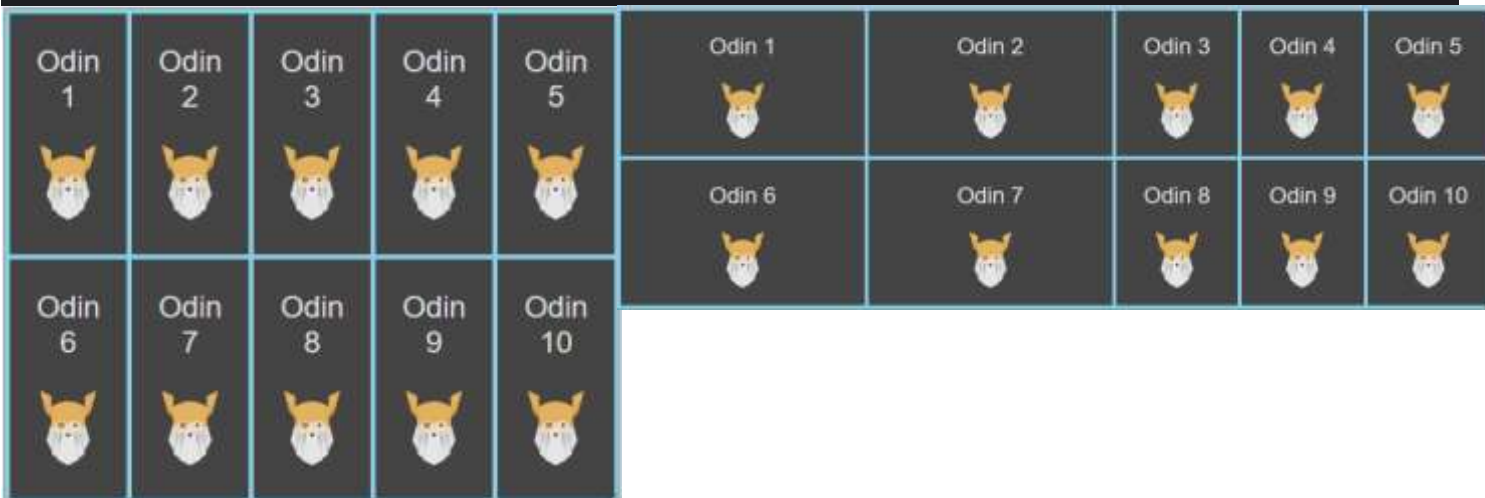 Odin
1
Odin
2
Odin
3
Odin
4
Odin
5
Odin
6
Odin
7
Odin
8
Odin
9
Odin
10
Odin 1
Odin 2
Odin 3
Odin 4
Odin 5
Odin 6
Odin 7
Odin 8
Odin 9
Odin 10